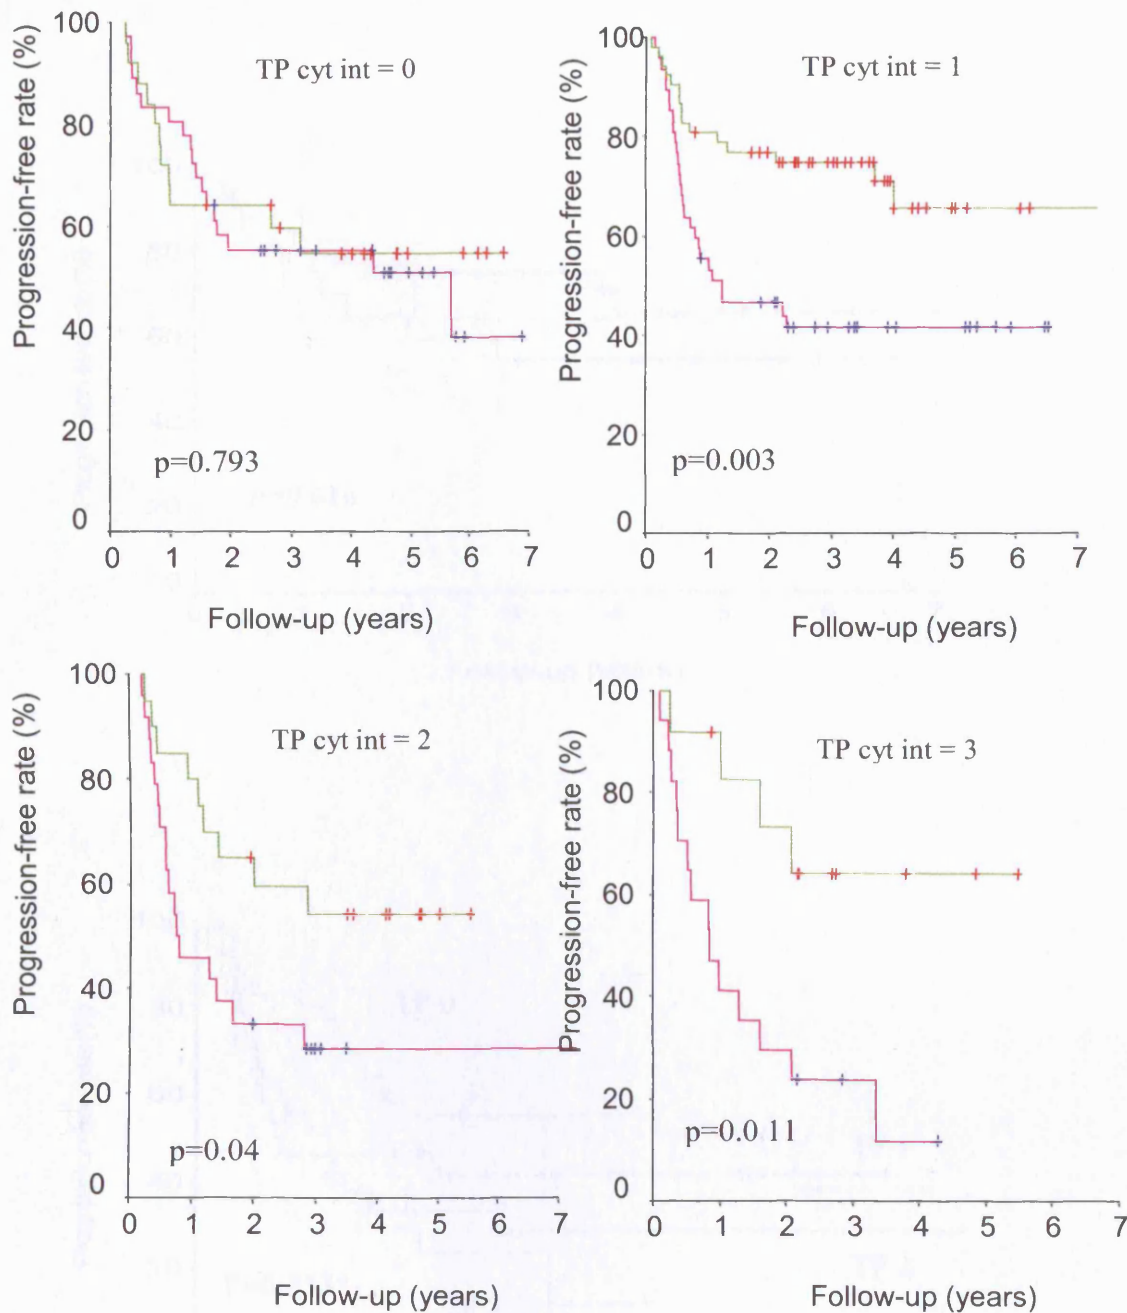 Progression-free rate (%)
100
80
60
40
20
0
TP cyt int = 0
p=0.793
0 1 2 3 4 5 6 7
Follow-up (years)
Progression-free rate (%)
100
80
60
40
20
0
TP cyt int = 1
p=0.003
0 1 2 3 4 5 6 7
Follow-up (years)
Progression-free rate (%)
100
80
60
40
20
0
TP cyt int = 2
p=0.04
0 2 3 4 5 6 7
Follow-up (years)
Progression-free rate (%)
100
80
60
40
20
0
TP cyt int = 3
p=0.011
0 1 2 3 4 5 6 7
Follow-up (years)